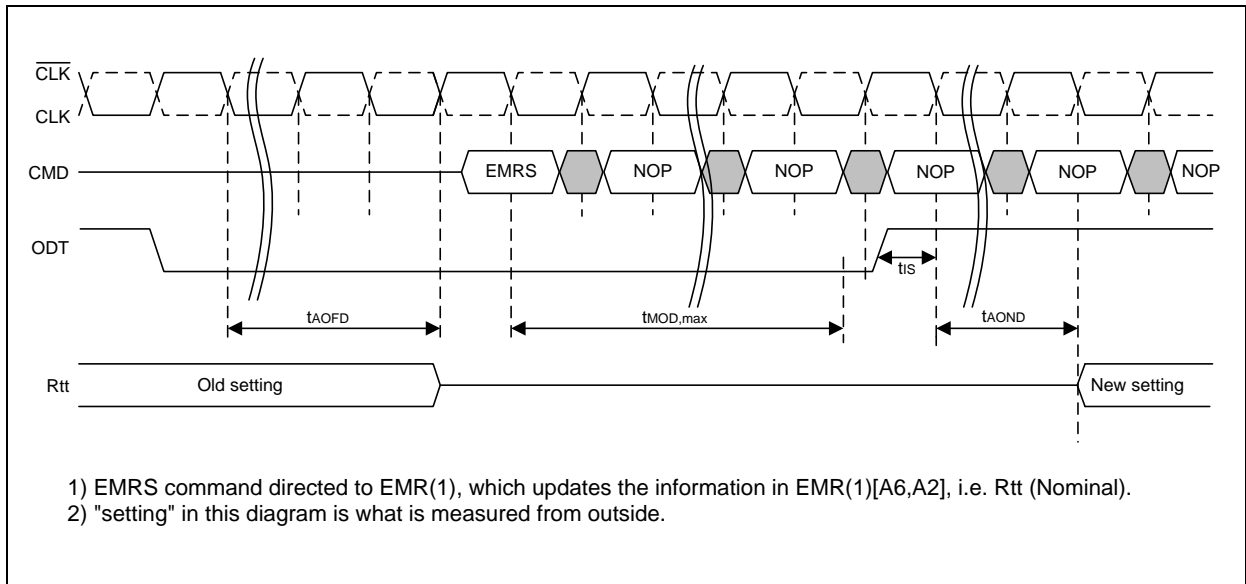 CLK
CLK
CMD EMRS NOP NOP NOP NOP NOP
ODT
tIS
tAOFD tMOD,max tAOND
Rtt Old setting New setting
1) EMRS command directed to EMR(1), which updates the information in EMR(1)[A6,A2], i.e. Rtt (Nominal).
2) "setting" in this diagram is what is measured from outside.